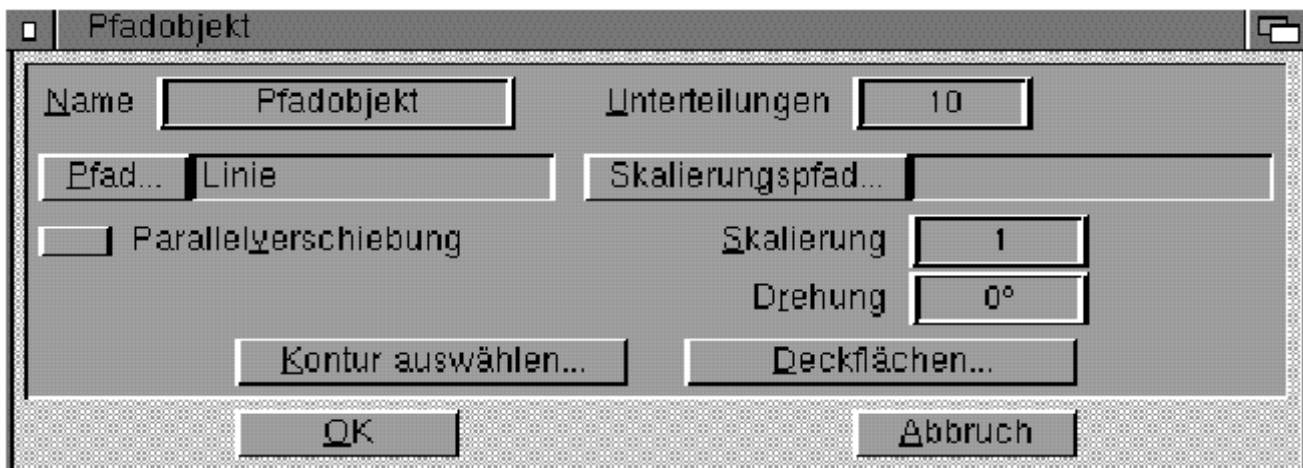 Pfadobjekt
Name Pfadobjekt Unterteilungen 10
Pfad... Linie Skalierungspfad...
Parallelverschiebung Skalierung 1
Drehung 0°
Kontur auswählen... Deckflächen...
OK Abbruch